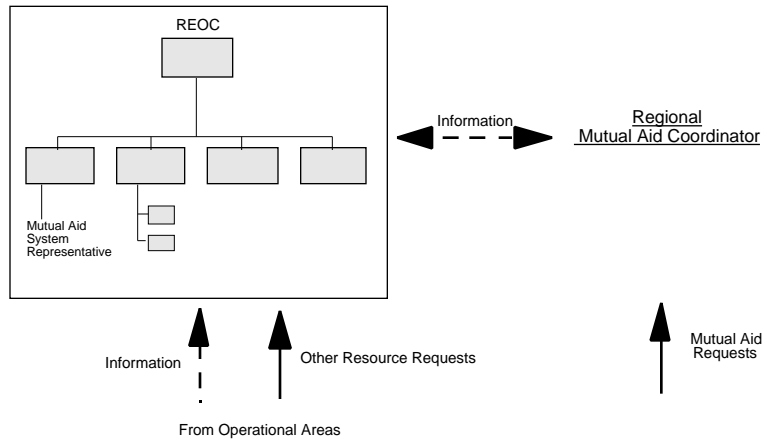 REOC
Information
Regional
Mutual Aid Coordinator
Mutual Aid
System
Representative
Information
Other Resource Requests
Mutual Aid
Requests
From Operational Areas